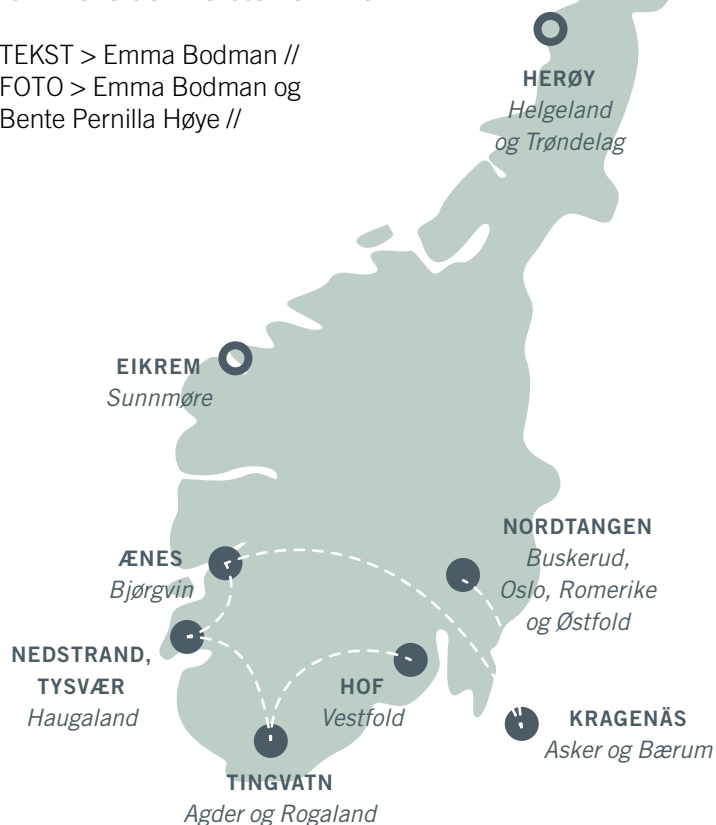 TEKST > Emma Bodman //
FOTO > Emma Bodman og
Bente Pernilla Høye //
HERØY
Helgeland
og Trøndelag
EIKREM
Sunnmøre
NORDTANGEN
Buskerud,
Oslo, Romerike
og Østfold
ÆNES
Bjørgvin
NEDSTRAND,
TYSVÆR
Haugaland
HOF
Vestfold
KRAGENÄS
Asker og Bærum
TINGVATN
Agder og Rogaland